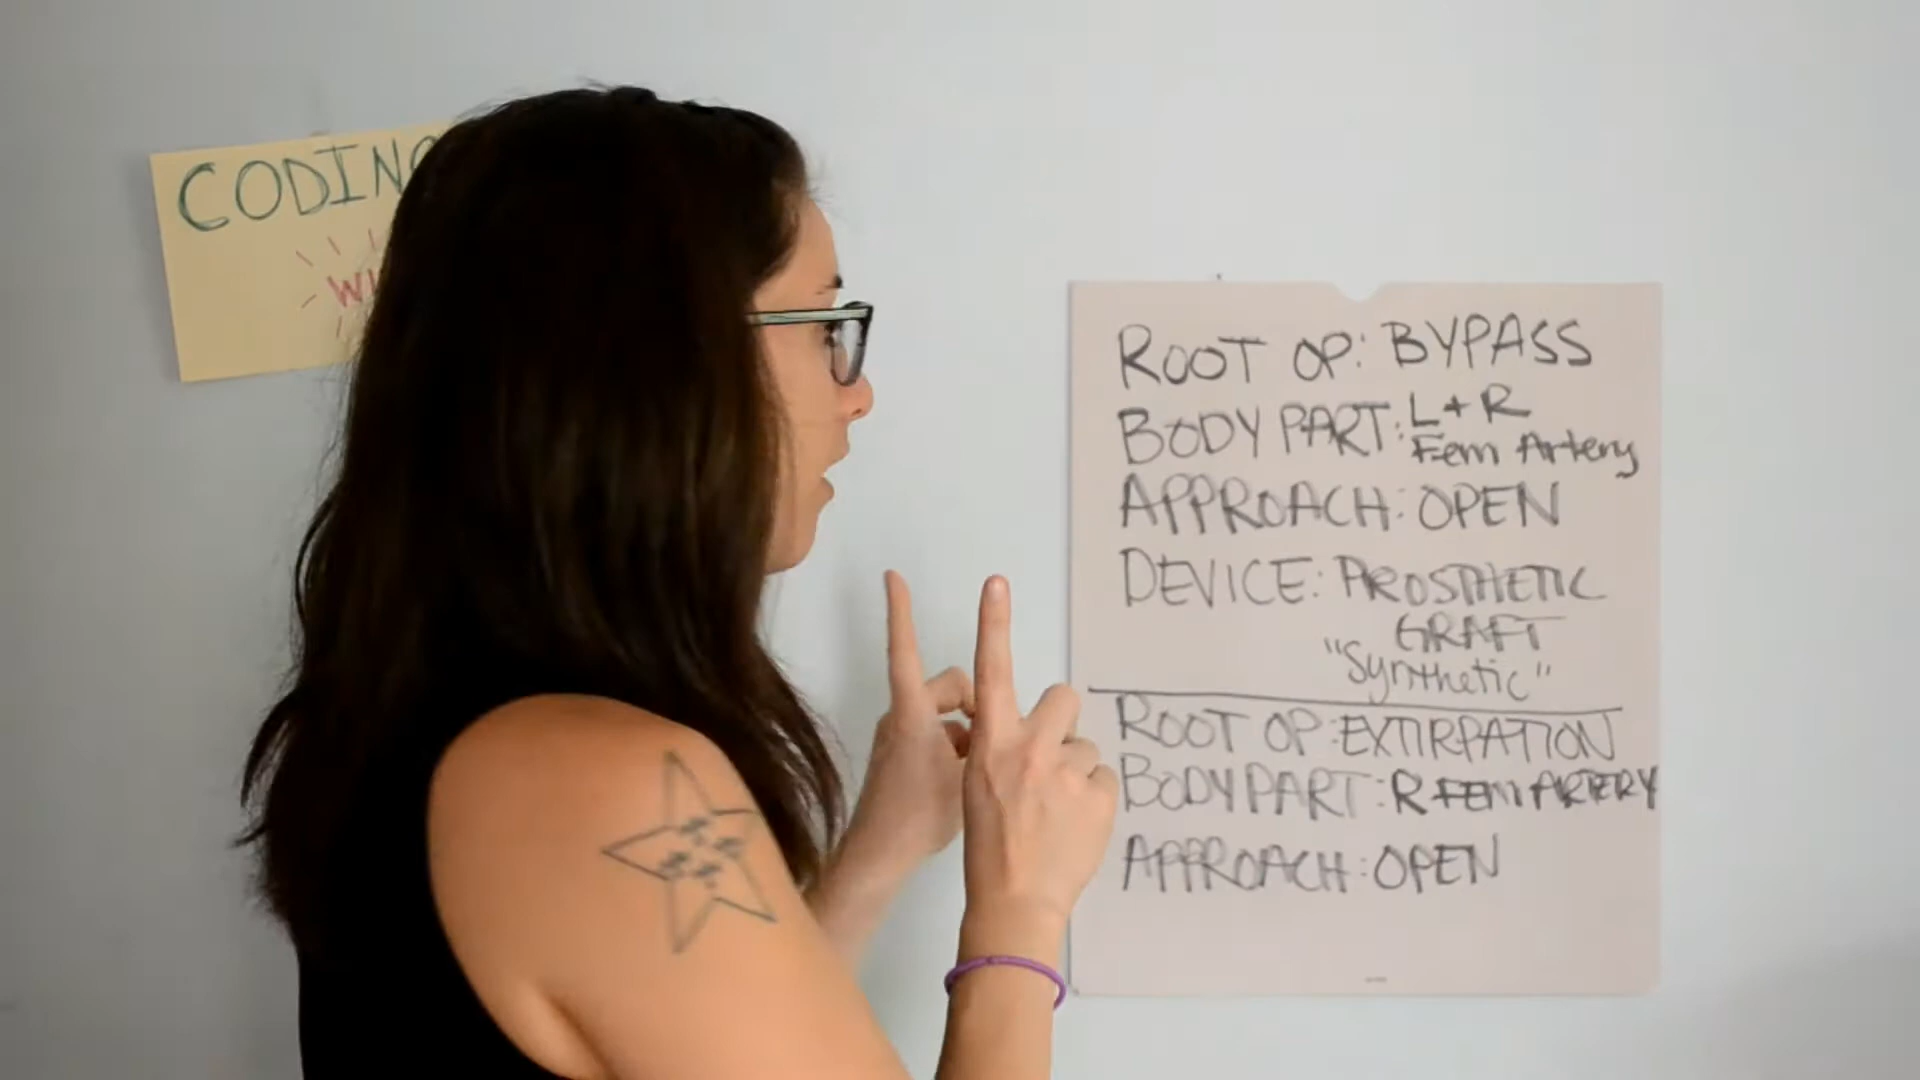 CODING
ROOT OP: BYPASS
BODY PART: L + R
Fem Artery
APPROACH: OPEN
DEVICE: PROSTHETIC
GRAFT
"Synthetic"
ROOT OP: EXTIRPATION
BODY PART: R FEM ARTERY
APPROACH: OPEN